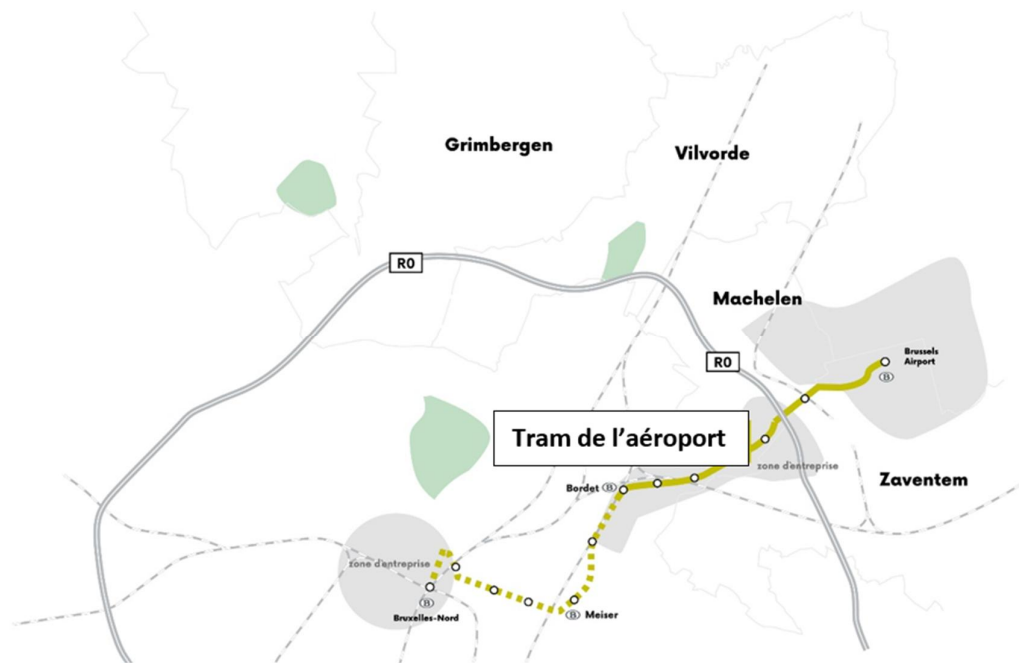 Grimbergen
Vilvorde
R0
Machelen
R0
Brussels
Airport
B
Tram de l'aéroport
zone d'entreprise
Zaventem
Bordet B
zone d'entreprise
B
Bruxelles-Nord
B Meiser